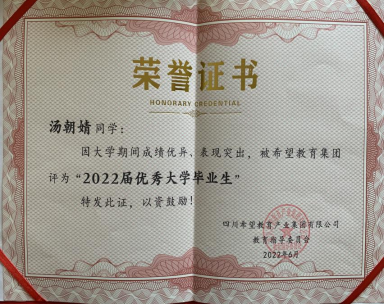 荣誉证书
HONORARY CREDENTIAL
汤朝婧同学：
因大学期间成绩优异、表现突出，被希望教育集团
评为“2022届优秀大学毕业生”
特发此证，以资鼓励！
四川希望教育产业集团有限公司
教育指导委员会
2022年6月